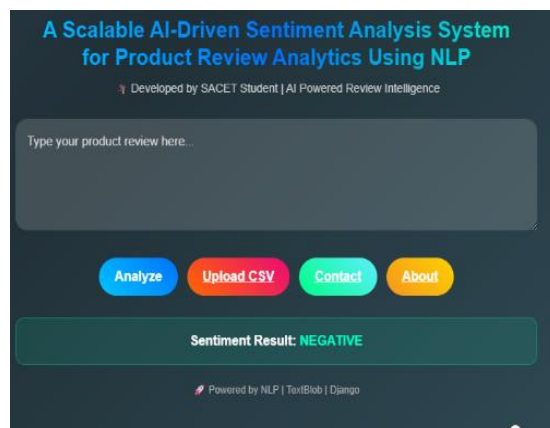 A Scalable AI-Driven Sentiment Analysis System
for Product Review Analytics Using NLP
Developed by SACET Student | AI Powered Review Intelligence
Type your product review here...
Analyze
Upload CSV
Contact
About
Sentiment Result: NEGATIVE
🚀 Powered by NLP | TextBlob | Django